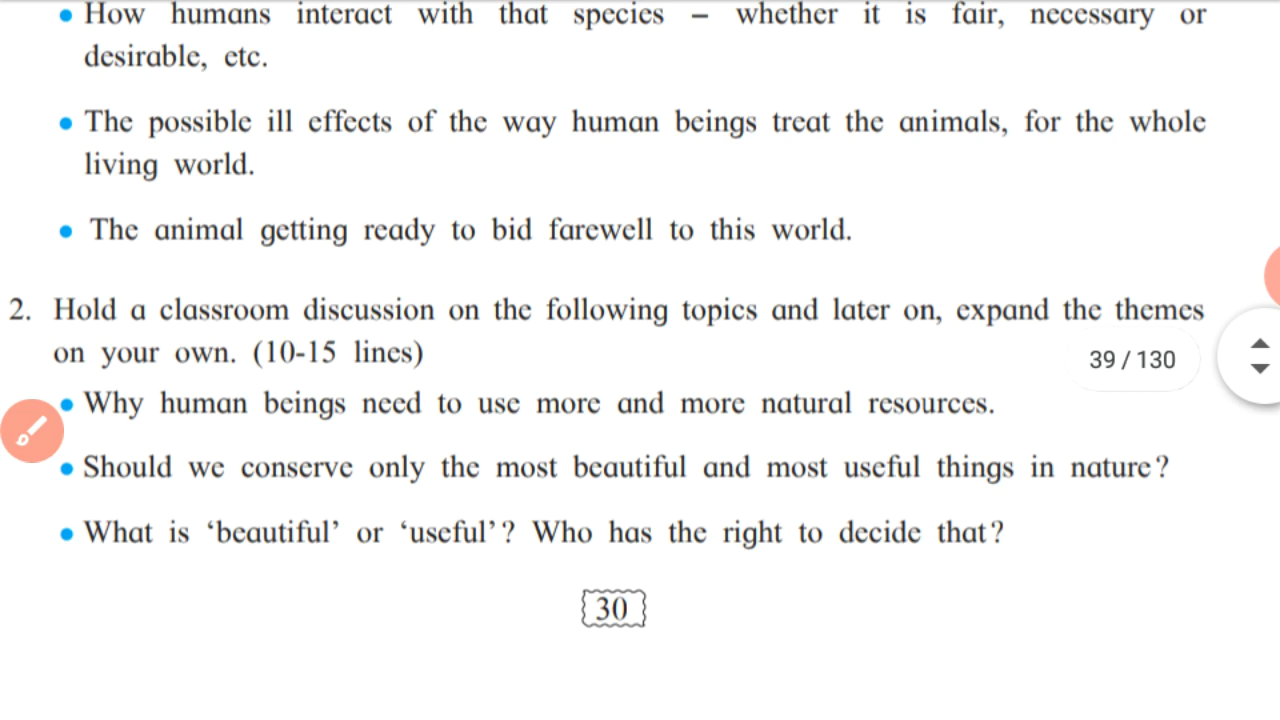 • How humans interact with that species – whether it is fair, necessary or
desirable, etc.
• The possible ill effects of the way human beings treat the animals, for the whole
living world.
• The animal getting ready to bid farewell to this world.
2. Hold a classroom discussion on the following topics and later on, expand the themes
on your own. (10-15 lines)
39 / 130
• Why human beings need to use more and more natural resources.
• Should we conserve only the most beautiful and most useful things in nature?
• What is ‘beautiful’ or ‘useful’? Who has the right to decide that?
30